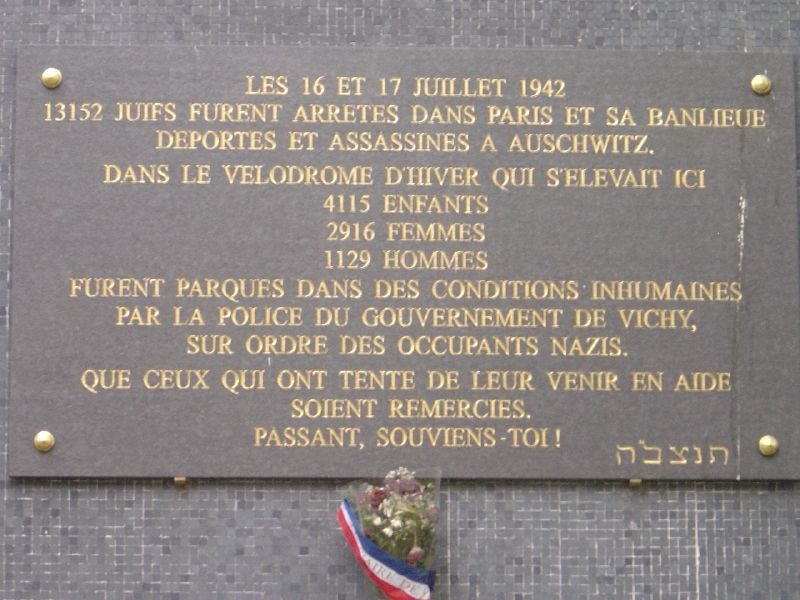 LES 16 ET 17 JUILLET 1942
13152 JUIFS FURENT ARRETES DANS PARIS ET SA BANLIEUE
DEPORTES ET ASSASSINES A AUSCHWITZ.
DANS LE VELODROME D'HIVER QUI S'ELEVAIT ICI
4115 ENFANTS
2916 FEMMES
1129 HOMMES
FURENT PARQUES DANS DES CONDITIONS INHUMAINES
PAR LA POLICE DU GOUVERNEMENT DE VICHY,
SUR ORDRE DES OCCUPANTS NAZIS.
QUE CEUX QUI ONT TENTE DE LEUR VENIR EN AIDE
SOIENT REMERCIES.
PASSANT, SOUVIENS-TOI !
תנצב"ה
MAIRE DE